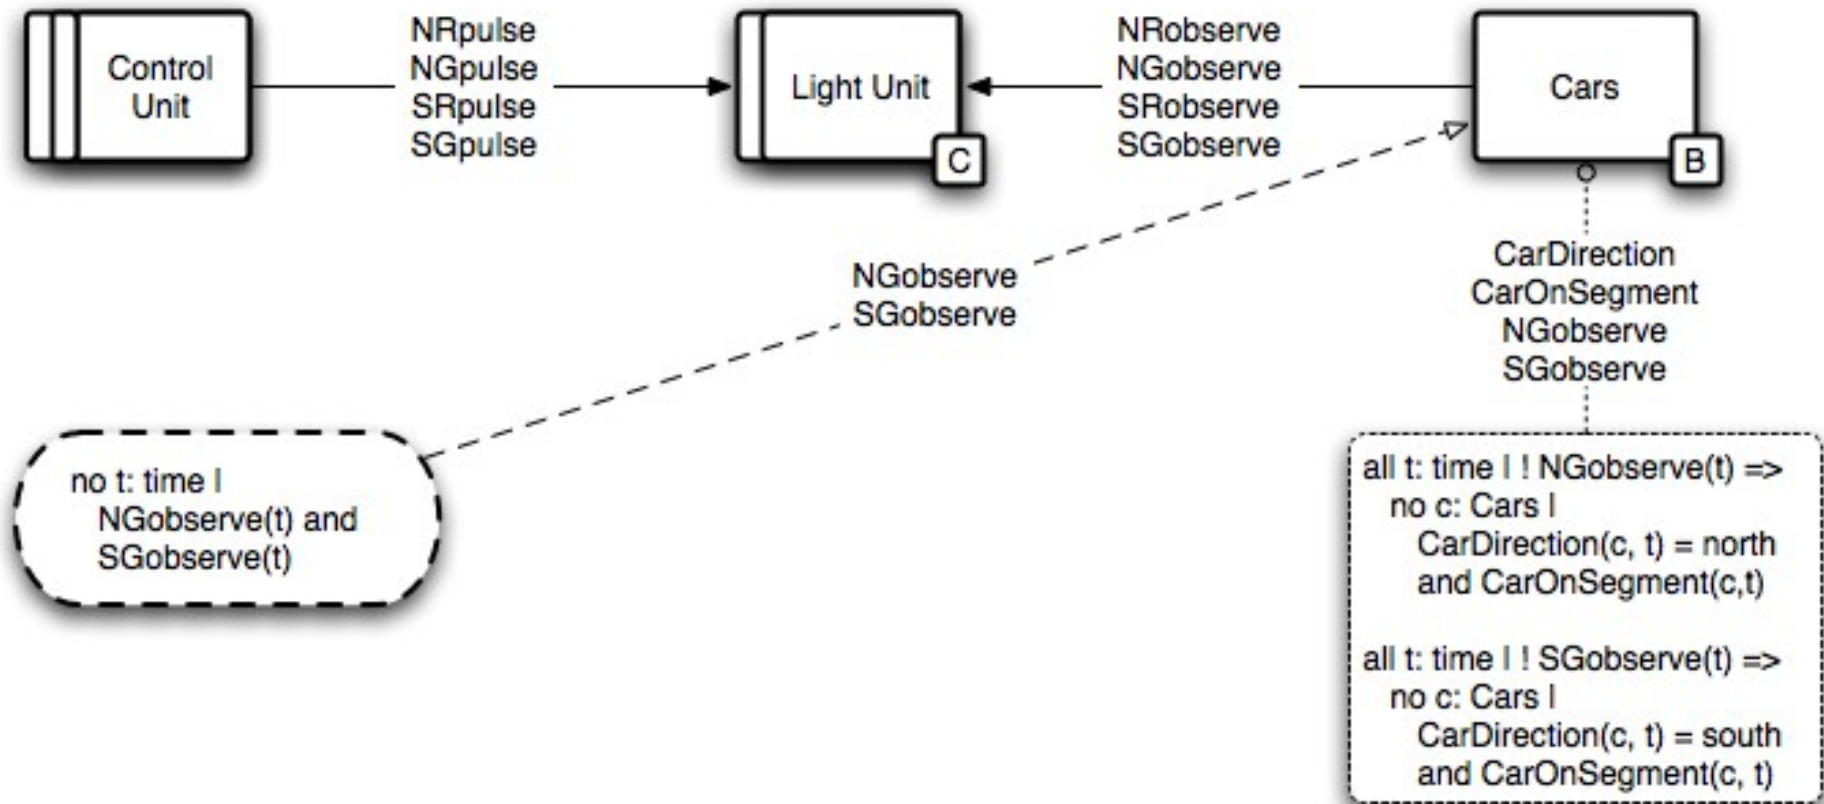 Control
Unit
NRpulse
NGpulse
SRpulse
SGpulse
Light Unit
C
NRobserve
NGobserve
SRobserve
SGobserve
Cars
B
NGobserve
SGobserve
CarDirection
CarOnSegment
NGobserve
SGobserve
no t: time |
NGobserve(t) and
SGobserve(t)
all t: time | ! NGobserve(t) =>
no c: Cars |
CarDirection(c, t) = north
and CarOnSegment(c,t)
all t: time | ! SGobserve(t) =>
no c: Cars |
CarDirection(c, t) = south
and CarOnSegment(c, t)